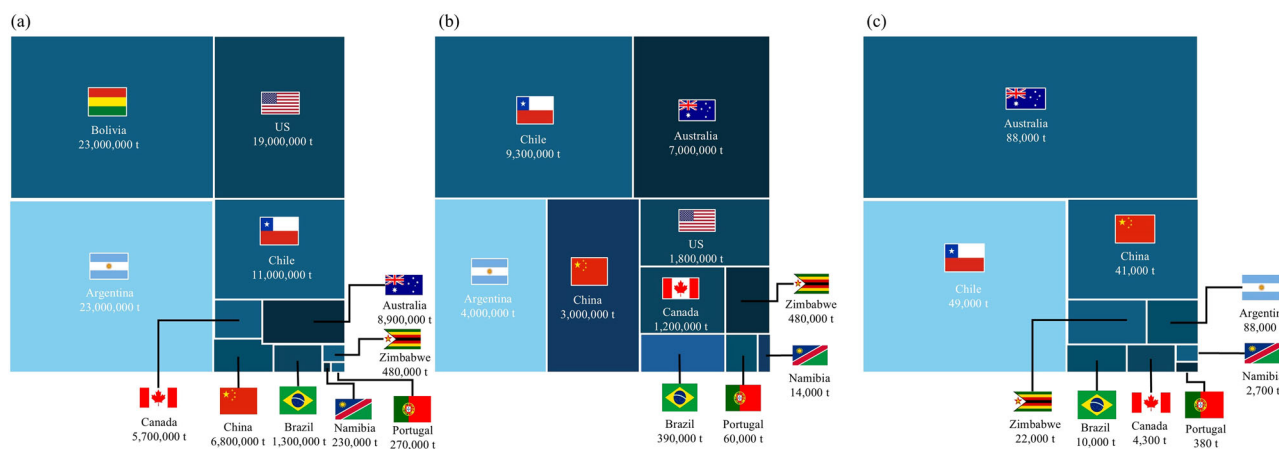 (a)
Bolivia
23,000,000 t
US
19,000,000 t
Argentina
23,000,000 t
Chile
11,000,000 t
Australia
8,900,000 t
Zimbabwe
480,000 t
Canada
5,700,000 t
China
6,800,000 t
Brazil
1,300,000 t
Namibia
230,000 t
Portugal
270,000 t
(b)
Chile
9,300,000 t
Australia
7,000,000 t
Argentina
4,000,000 t
China
3,000,000 t
US
1,800,000 t
Canada
1,200,000 t
Zimbabwe
480,000 t
Namibia
14,000 t
Brazil
390,000 t
Portugal
60,000 t
(c)
Australia
88,000 t
Chile
49,000 t
China
41,000 t
Argentin
88,000
Namibi
2,700 t
Zimbabwe
22,000 t
Brazil
10,000 t
Canada
4,300 t
Portugal
380 t